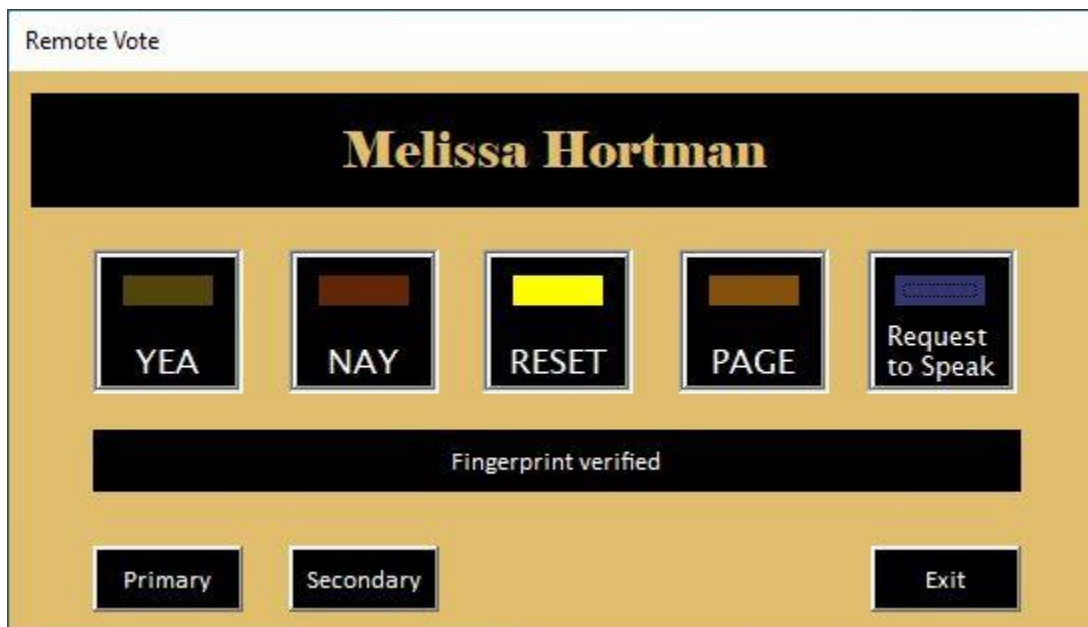 Remote Vote
Melissa Hortman
YEA
NAY
RESET
PAGE
Request
to Speak
Fingerprint verified
Primary
Secondary
Exit